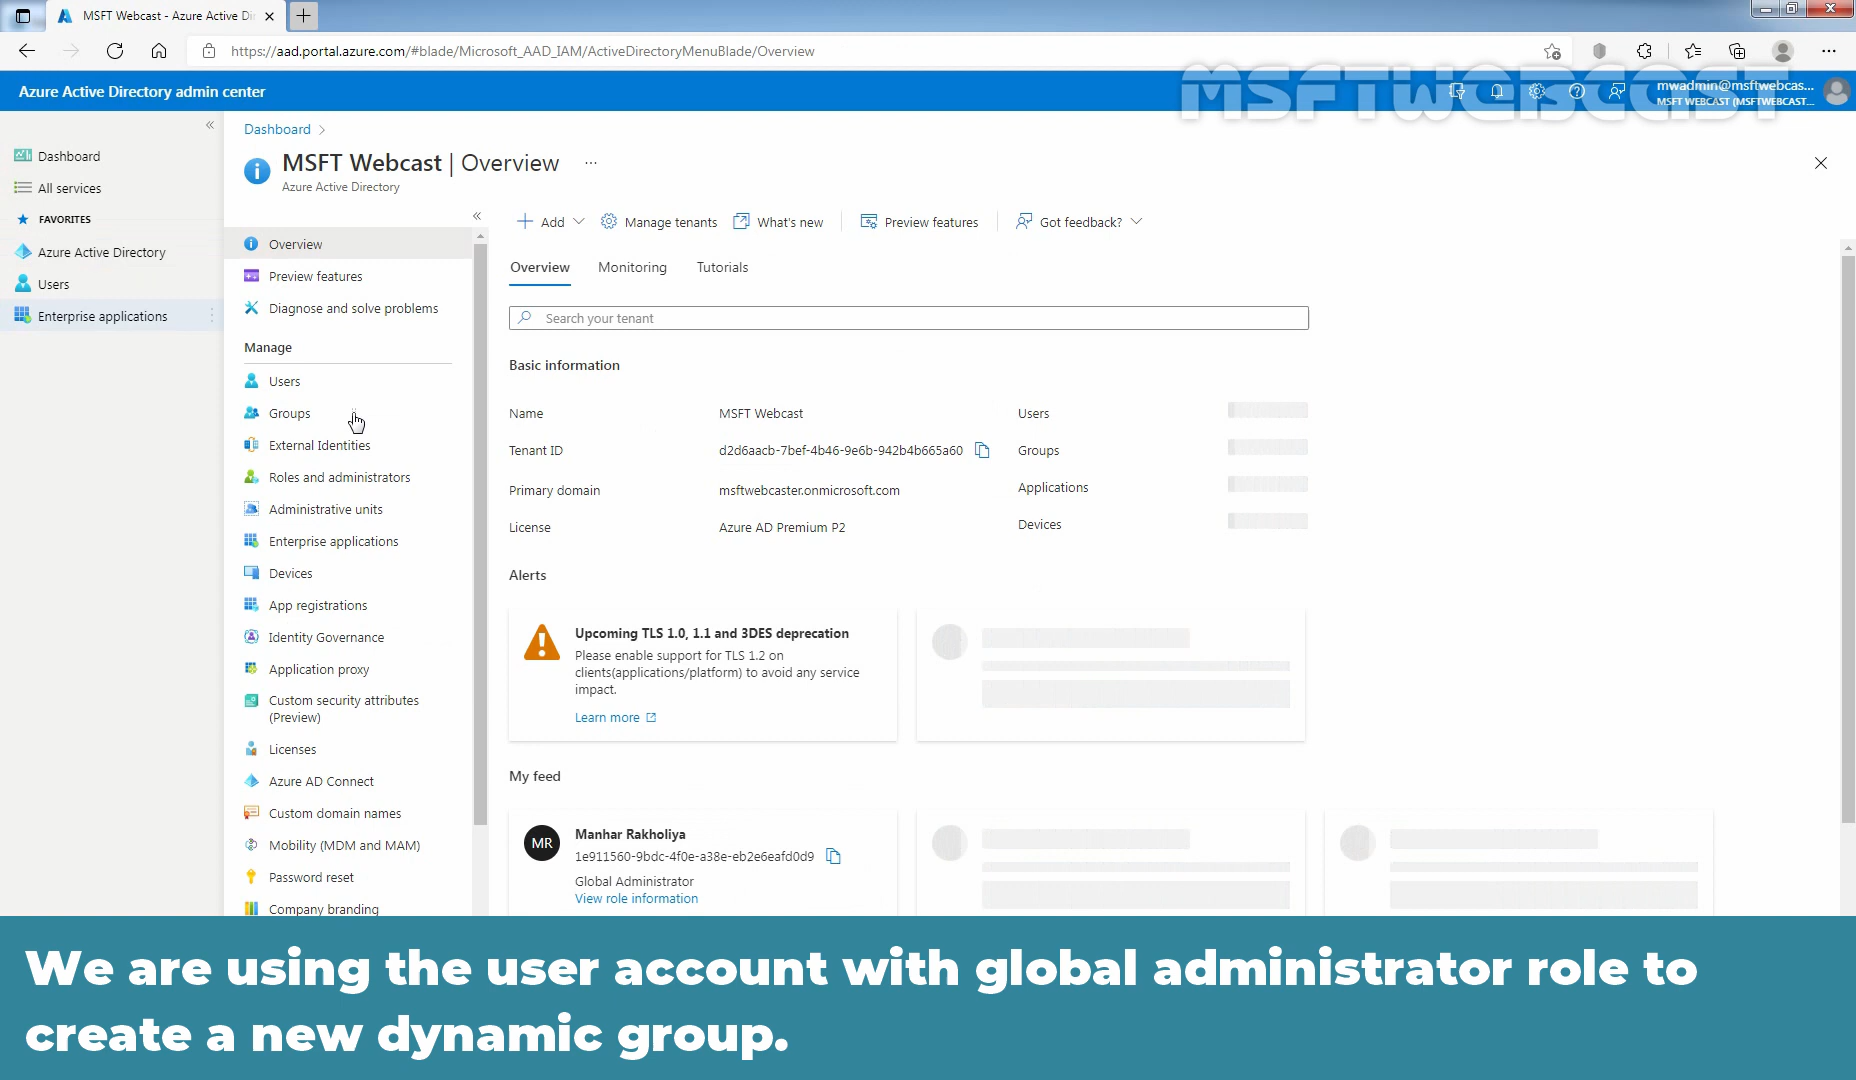 MSFT Webcast - Azure Active Di
https://aad.portal.azure.com/#blade/Microsoft_AAD_IAM/ActiveDirectoryMenuBlade/Overview
MSFTWEBCAST
Azure Active Directory admin center
mwadmin@msftwebcas...
MSFT WEBCAST (MSFTWEBCAST....
Dashboard
All services
FAVORITES
Azure Active Directory
Users
Enterprise applications
Dashboard
MSFT Webcast | Overview ...
Azure Active Directory
Overview
Preview features
Diagnose and solve problems
Manage
Users
Groups
External Identities
Roles and administrators
Administrative units
Enterprise applications
Devices
App registrations
Identity Governance
Application proxy
Custom security attributes
(Preview)
Licenses
Azure AD Connect
Custom domain names
Mobility (MDM and MAM)
Password reset
Company branding
Add Manage tenants What's new Preview features Got feedback?
Overview Monitoring Tutorials
Search your tenant
Basic information
Name MSFT Webcast Users
Tenant ID d2d6aacb-7bef-4b46-9e6b-942b4b665a60 Groups
Primary domain msftwebcaster.onmicrosoft.com Applications
License Azure AD Premium P2 Devices
Alerts
Upcoming TLS 1.0, 1.1 and 3DES deprecation
Please enable support for TLS 1.2 on
clients(applications/platform) to avoid any service
impact.
Learn more
My feed
MR
Manhar Rakholiya
1e911560-9bdc-4f0e-a38e-eb2e6eafd0d9
Global Administrator
View role information
We are using the user account with global administrator role to
create a new dynamic group.